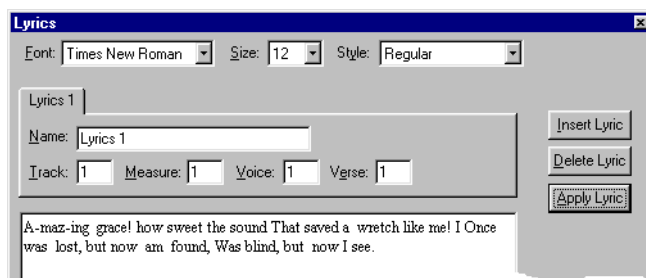 Lyrics
Font: Times New Roman Size: 12 Style: Regular
Lyrics 1
Name: Lyrics 1
Track: 1 Measure: 1 Voice: 1 Verse: 1
Insert Lyric
Delete Lyric
Apply Lyric
A-maz-ing grace! how sweet the sound That saved a wretch like me! I Once
was lost, but now am found, Was blind, but now I see.